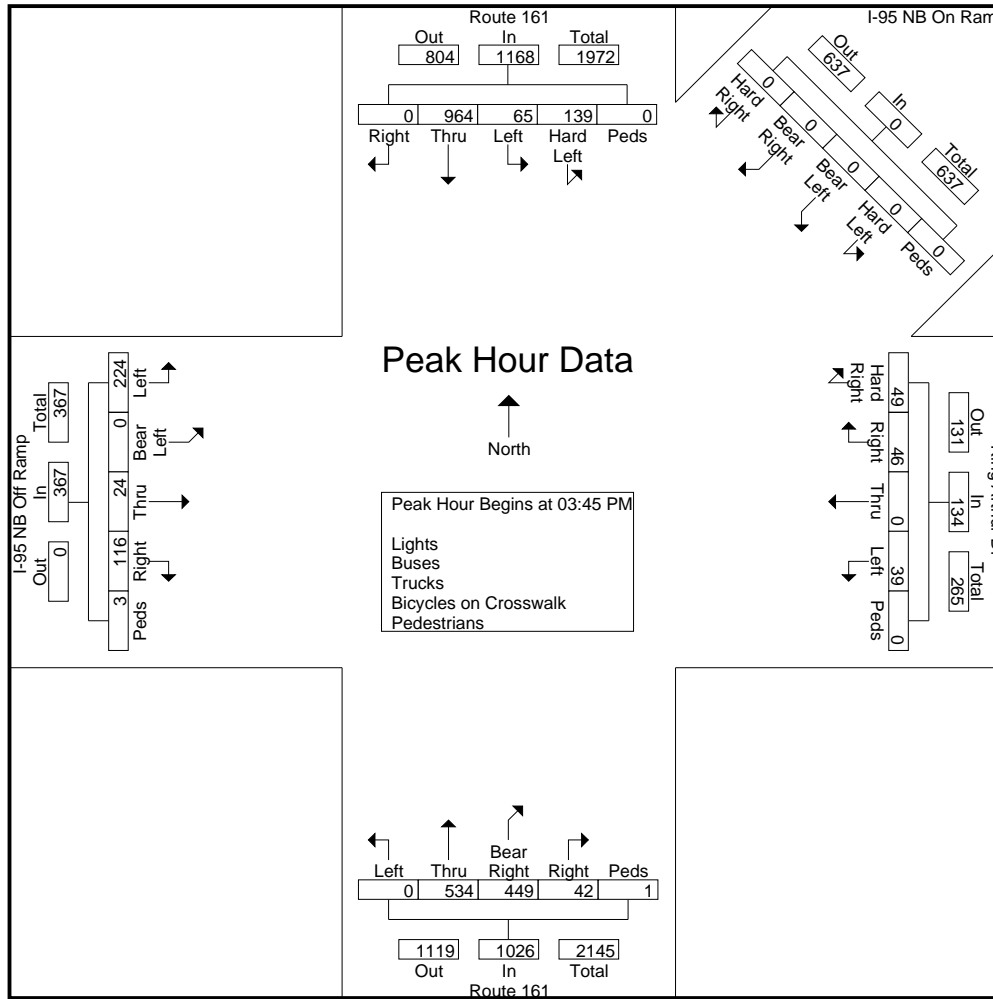 Route 161
Out In Total
804 1168 1972
0 964 65 139 0
Right Thru Left Hard Left Peds
I-95 NB On Ram
Out In Total
637 0 637
0 0 0 0 0
Hard Right Bear Right Bear Left Hard Left Peds
Peak Hour Data
North
Peak Hour Begins at 03:45 PM
Lights
Buses
Trucks
Bicycles on Crosswalk
Pedestrians
I-95 NB Off Ramp
Out In Total
0 367 367
3 116 24 0 224
Peds Right Thru Bear Left Left
Out In Total
131 134 265
49 46 0 39 0
Hard Right Right Thru Left Peds
Left Thru Bear Right Right Peds
0 534 449 42 1
1119 1026 2145
Out In Total
Route 161